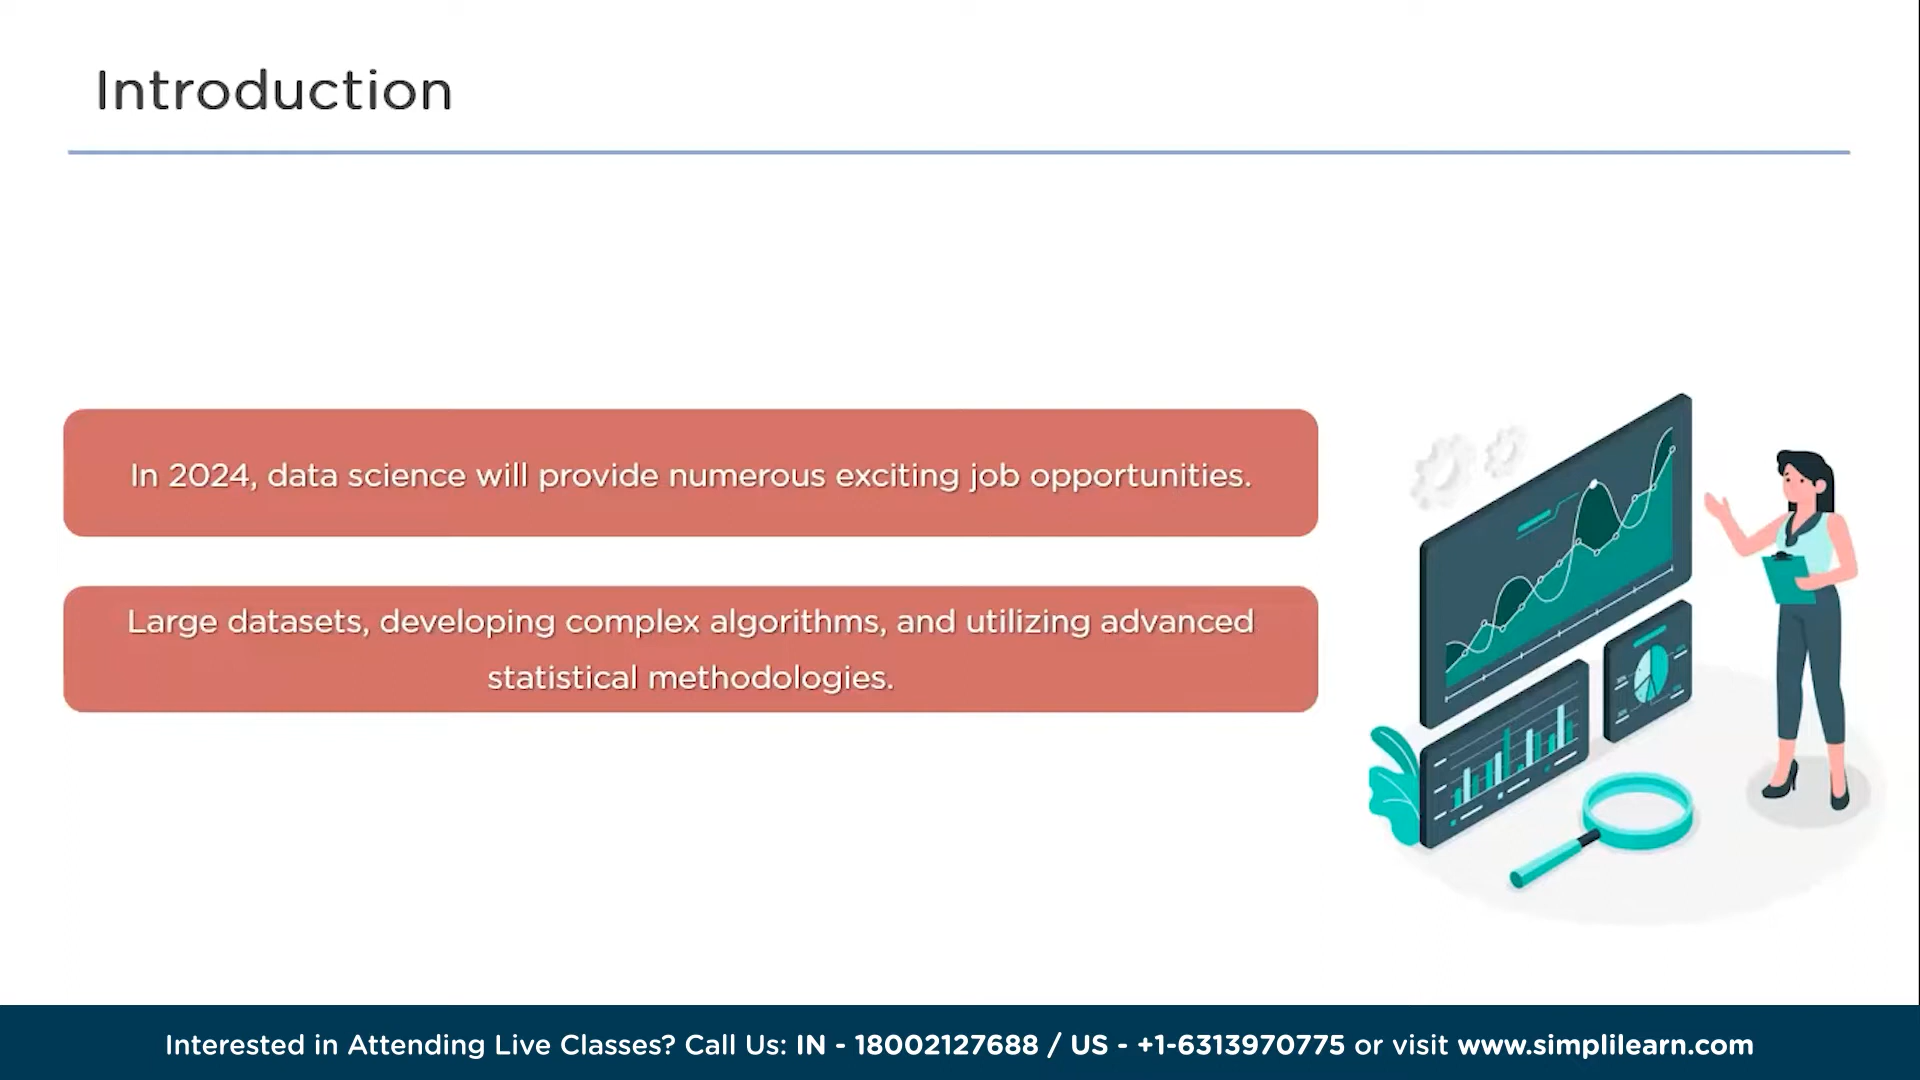 Introduction
In 2024, data science will provide numerous exciting job opportunities.
Large datasets, developing complex algorithms, and utilizing advanced
statistical methodologies.
Interested in Attending Live Classes? Call Us: IN - 18002127688 / US - +1-6313970775 or visit www.simplilearn.com